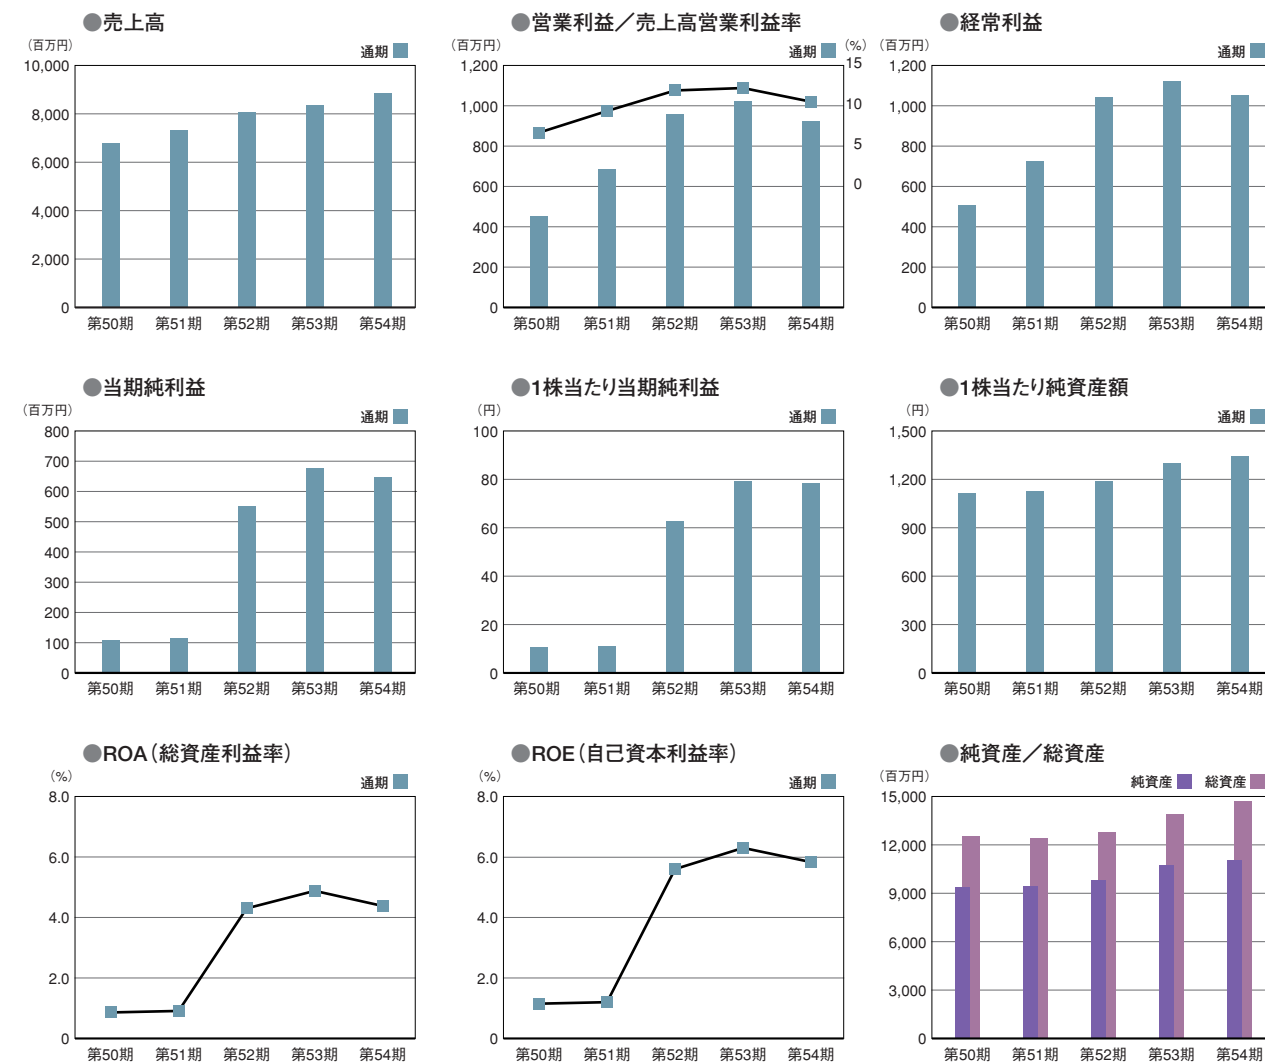 ●売上高
（百万円）
通期
10,000
8,000
6,000
4,000
2,000
0
第50期 第51期 第52期 第53期 第54期
●営業利益／売上高営業利益率
（百万円）
通期
（%）
1,200
1,000
800
600
400
200
0
15
10
5
0
第50期 第51期 第52期 第53期 第54期
●経常利益
（百万円）
通期
1,200
1,000
800
600
400
200
0
第50期 第51期 第52期 第53期 第54期
●当期純利益
（百万円）
通期
800
700
600
500
400
300
200
100
0
第50期 第51期 第52期 第53期 第54期
●1株当たり当期純利益
（円）
通期
100
80
60
40
20
0
第50期 第51期 第52期 第53期 第54期
●1株当たり純資産額
（円）
通期
1,500
1,200
900
600
300
0
第50期 第51期 第52期 第53期 第54期
●ROA（総資産利益率）
（%）
通期
8.0
6.0
4.0
2.0
0
第50期 第51期 第52期 第53期 第54期
●ROE（自己資本利益率）
（%）
通期
8.0
6.0
4.0
2.0
0
第50期 第51期 第52期 第53期 第54期
●純資産／総資産
（百万円）
純資産 総資産
15,000
12,000
9,000
6,000
3,000
0
第50期 第51期 第52期 第53期 第54期